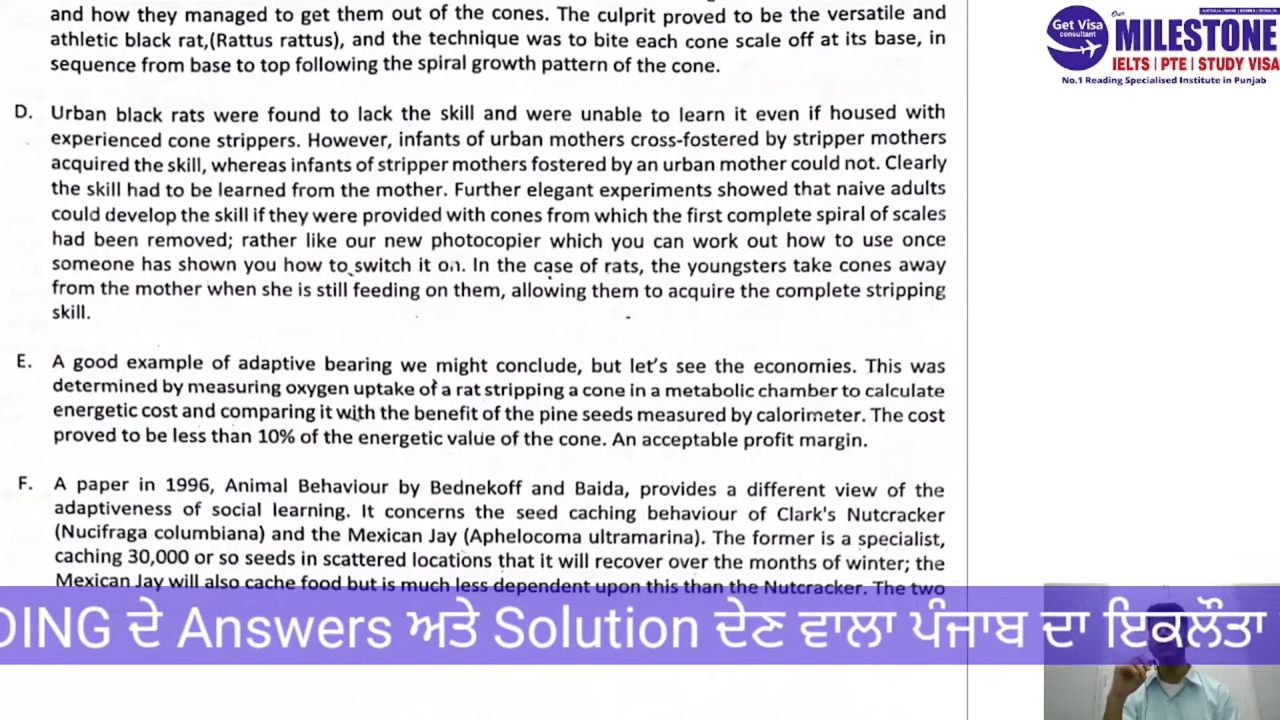 and how they managed to get them out of the cones. The culprit proved to be the versatile and
athletic black rat,(Rattus rattus), and the technique was to bite each cone scale off at its base, in
sequence from base to top following the spiral growth pattern of the cone.
D. Urban black rats were found to lack the skill and were unable to learn it even if housed with
experienced cone strippers. However, infants of urban mothers cross-fostered by stripper mothers
acquired the skill, whereas infants of stripper mothers fostered by an urban mother could not. Clearly
the skill had to be learned from the mother. Further elegant experiments showed that naive adults
could develop the skill if they were provided with cones from which the first complete spiral of scales
had been removed; rather like our new photocopier which you can work out how to use once
someone has shown you how to switch it on. In the case of rats, the youngsters take cones away
from the mother when she is still feeding on them, allowing them to acquire the complete stripping
skill.
E. A good example of adaptive bearing we might conclude, but let's see the economies. This was
determined by measuring oxygen uptake of a rat stripping a cone in a metabolic chamber to calculate
energetic cost and comparing it with the benefit of the pine seeds measured by calorimeter. The cost
proved to be less than 10% of the energetic value of the cone. An acceptable profit margin.
F. A paper in 1996, Animal Behaviour by Bednekoff and Baida, provides a different view of the
adaptiveness of social learning. It concerns the seed caching behaviour of Clark's Nutcracker
(Nucifraga columbiana) and the Mexican Jay (Aphelocoma ultramarina). The former is a specialist,
caching 30,000 or so seeds in scattered locations that it will recover over the months of winter; the
Mexican Jay will also cache food but is much less dependent upon this than the Nutcracker. The two
DING ਦੇ Answers ਅਤੇ Solution ਦੇਣ ਵਾਲਾ ਪੰਜਾਬ ਦਾ ਇਕਲੌਤਾ
Get Visa
consultant
Our
MILESTONE
IELTS | PTE | STUDY VISA
No.1 Reading Specialised Institute in Punjab